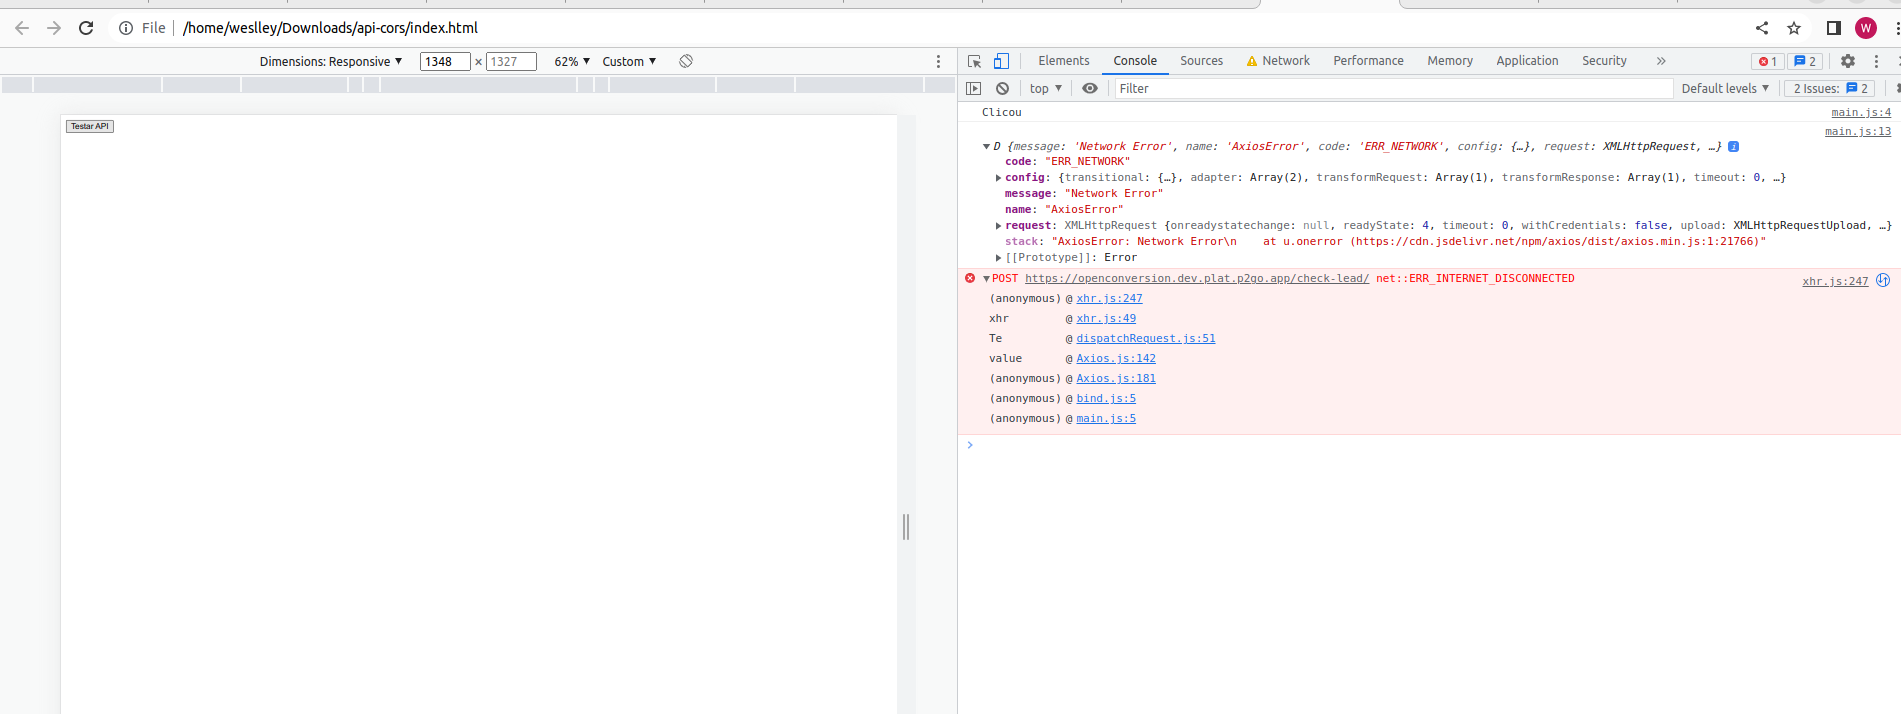 File | /home/weslley/Downloads/api-cors/index.html
W
Dimensions: Responsive ▼ 1348 × 1327 62% ▼ Custom ▼
Elements Console Sources Network Performance Memory Application Security » 1 2
top ▼ Filter Default levels ▼ 2 Issues: 2
Testar API
Clicou main.js:4
main.js:13
▼ D {message: 'Network Error', name: 'AxiosError', code: 'ERR_NETWORK', config: {…}, request: XMLHttpRequest, …} i
code: "ERR_NETWORK"
▶ config: {transitional: {…}, adapter: Array(2), transformRequest: Array(1), transformResponse: Array(1), timeout: 0, …}
message: "Network Error"
name: "AxiosError"
▶ request: XMLHttpRequest {onreadystatechange: null, readyState: 4, timeout: 0, withCredentials: false, upload: XMLHttpRequestUpload, …}
stack: "AxiosError: Network Error\n    at u.onerror (https://cdn.jsdelivr.net/npm/axios/dist/axios.min.js:1:21766)"
▶ [[Prototype]]: Error
▼ POST https://openconversion.dev.plat.p2go.app/check-lead/ net::ERR_INTERNET_DISCONNECTED xhr.js:247
(anonymous) @ xhr.js:247
xhr @ xhr.js:49
Te @ dispatchRequest.js:51
value @ Axios.js:142
(anonymous) @ Axios.js:181
(anonymous) @ bind.js:5
(anonymous) @ main.js:5
>